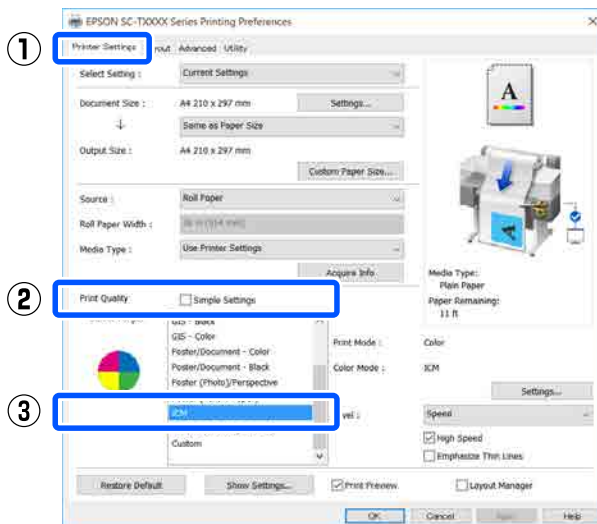 EPSON SC-TXXXX Series Printing Preferences
①
Printer Settings Advanced Utility
Select Setting : Current Settings
Document Size : A4 210 x 297 mm Settings...
Same as Paper Size
Output Size : A4 210 x 297 mm
Custom Paper Size...
Source : Roll Paper
Roll Paper Width :
Media Type : Use Printer Settings
Acquire Info
Media Type:
Plain Paper
Paper Remaining:
11 ft
②
Print Quality Simple Settings
GIS - Color
Poster/Document - Color
Poster/Document - Black
Poster (Photo)/Perspective
③
ICM
Custom
Print Mode : Color
Color Mode : ICM
Settings...
Speed
High Speed
Emphasize Thin Lines
Restore Default Show Settings... Print Preview Layout Manager
OK Cancel Help
A